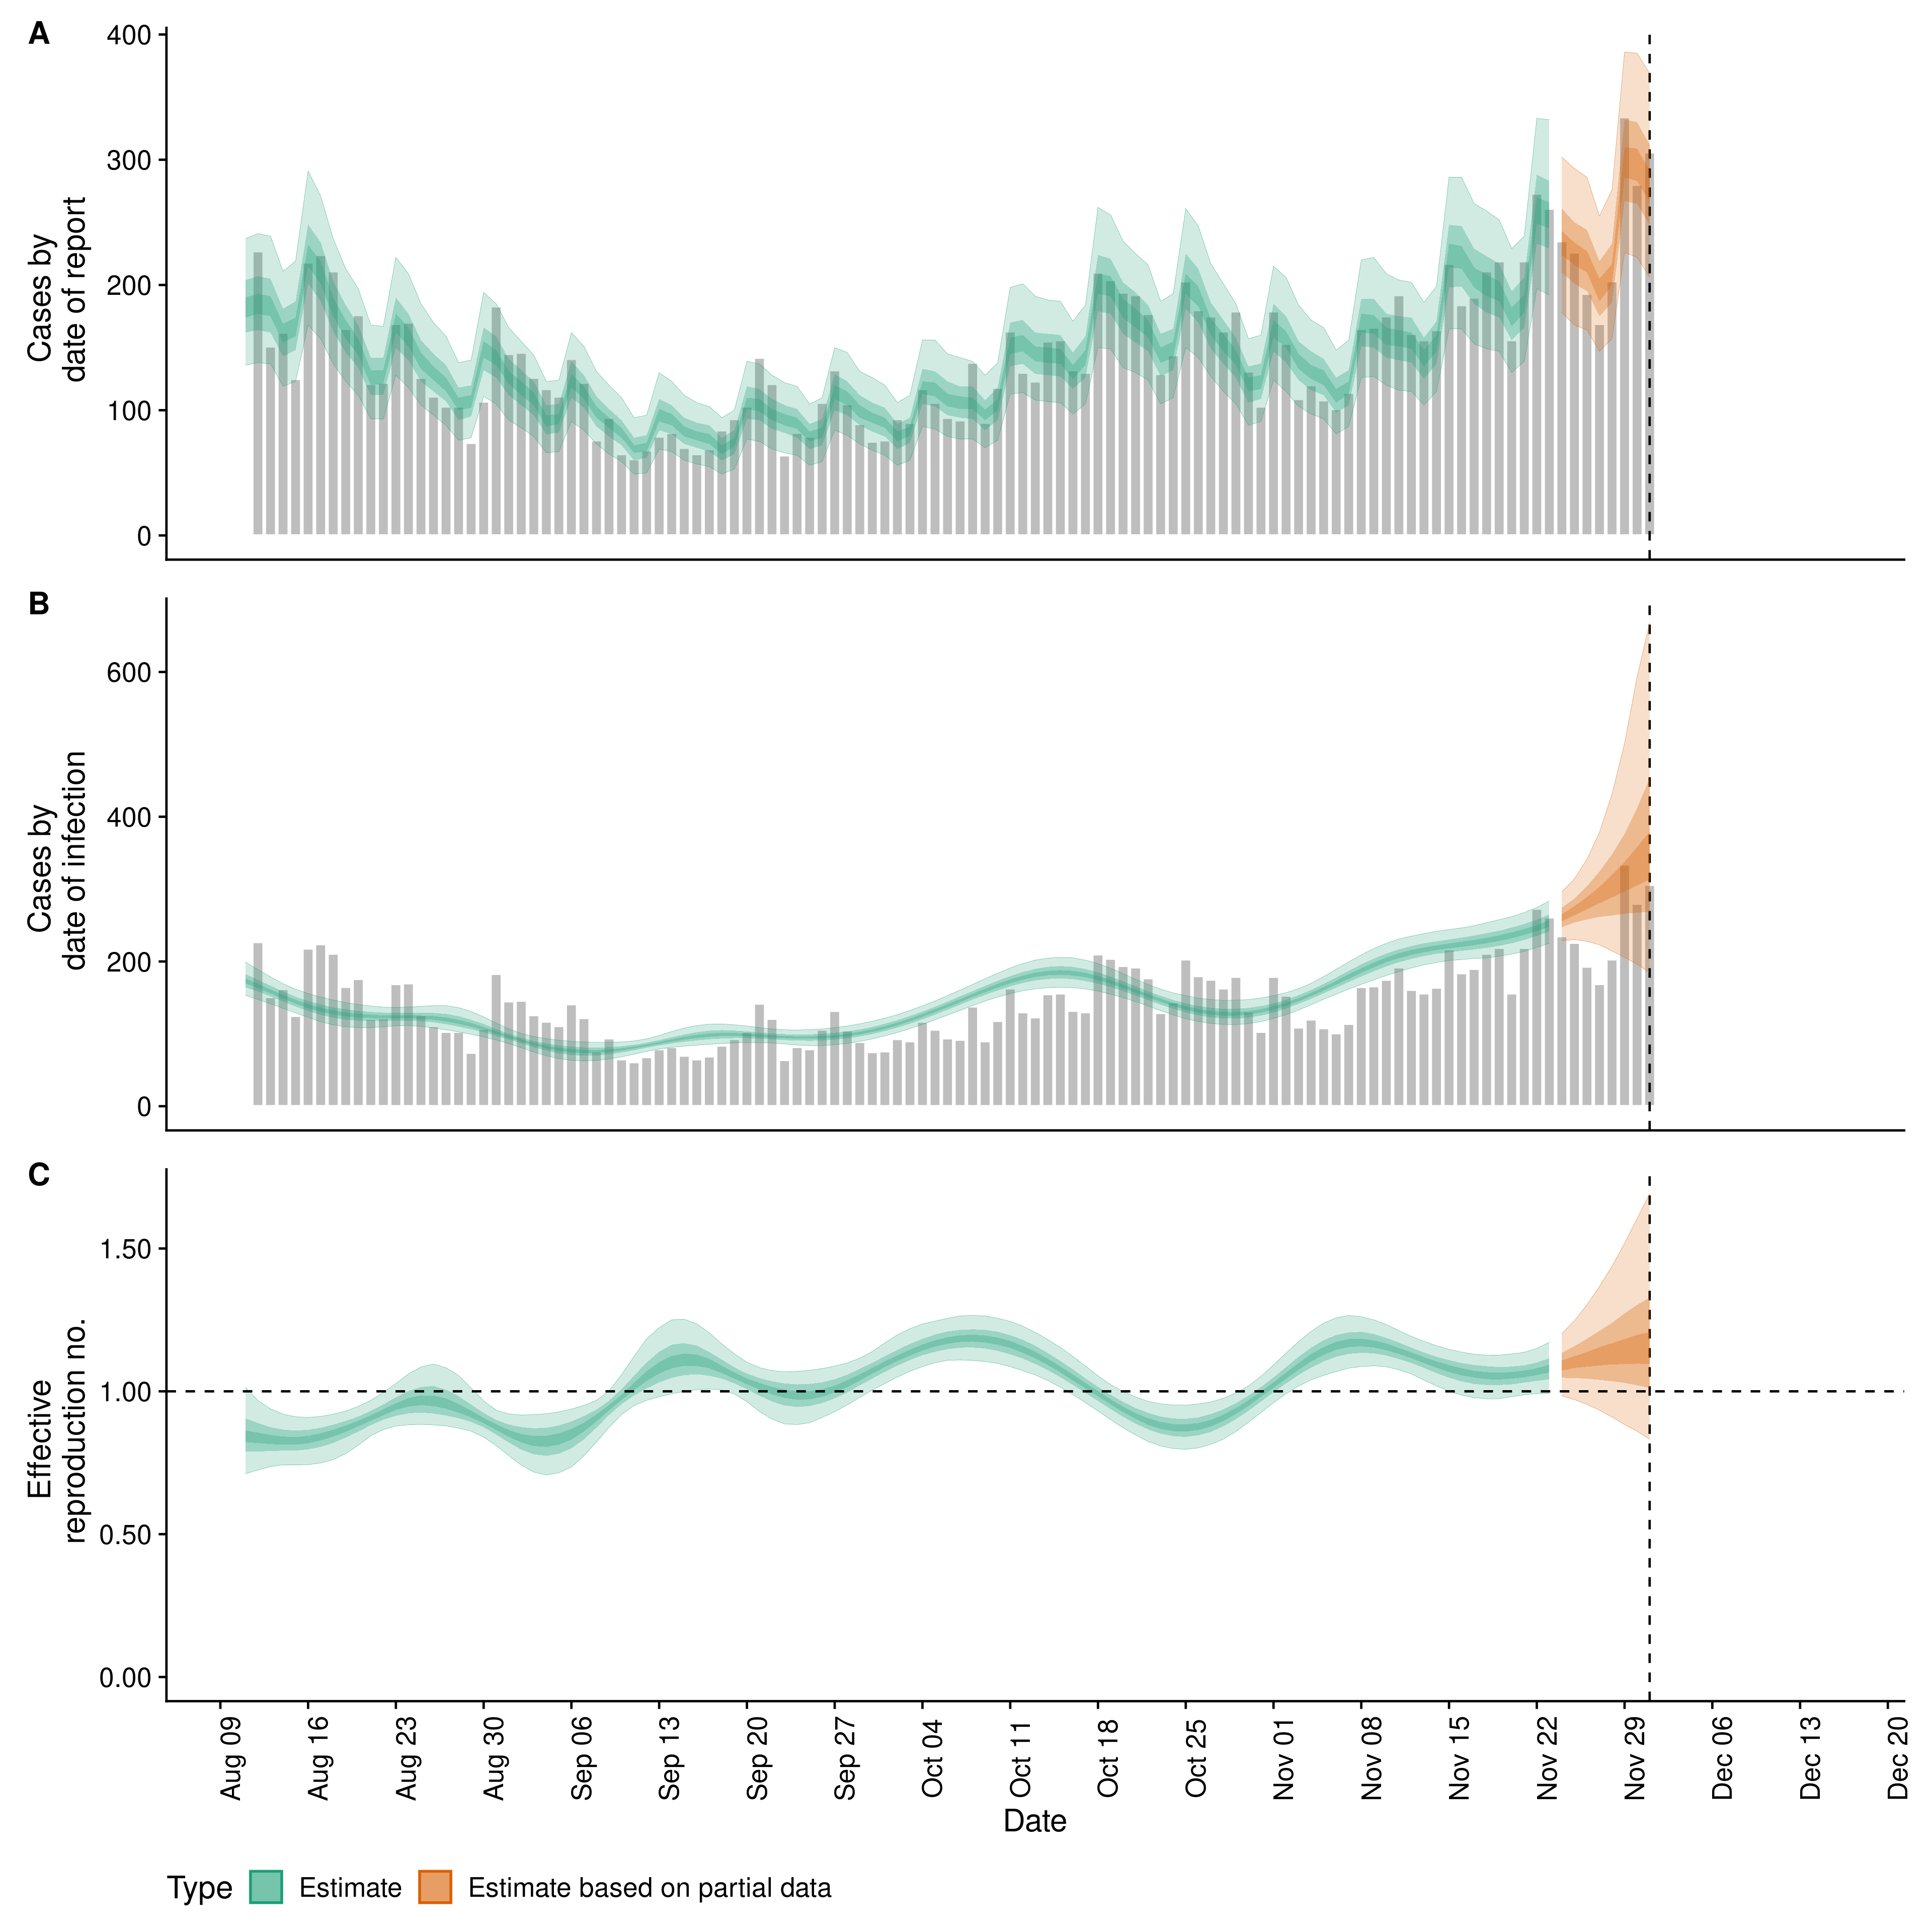 A
400
300
200
100
0
Cases by
date of report
B
600
400
200
0
Cases by
date of infection
C
1.50
1.00
0.50
0.00
Effective
reproduction no.
Aug 09
Aug 16
Aug 23
Aug 30
Sep 06
Sep 13
Sep 20
Sep 27
Oct 04
Oct 11
Oct 18
Oct 25
Nov 01
Nov 08
Nov 15
Nov 22
Nov 29
Dec 06
Dec 13
Dec 20
Date
Type Estimate Estimate based on partial data